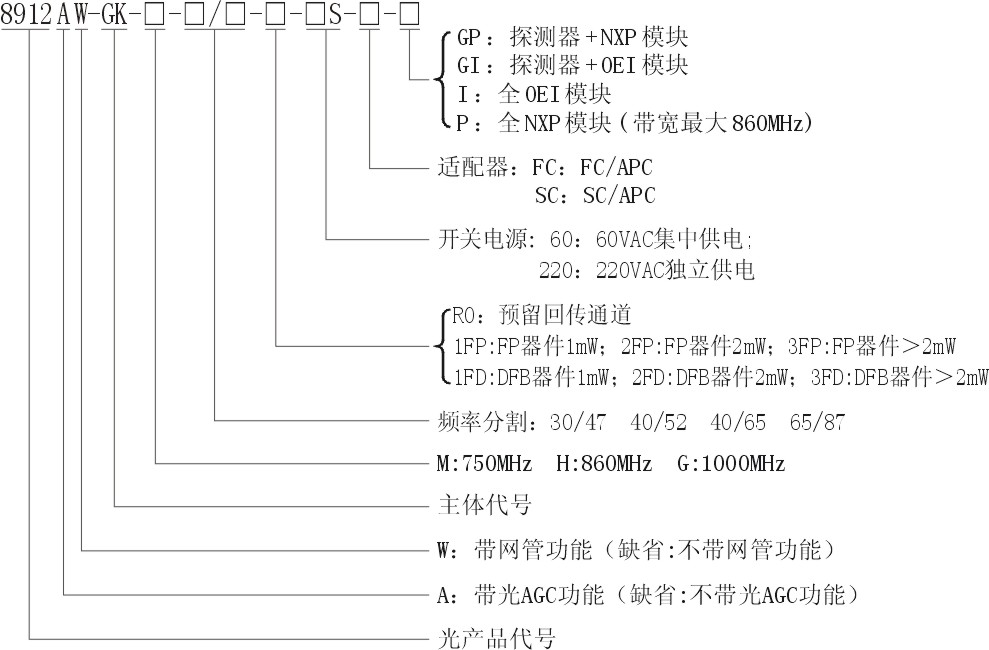 8912AW-GK-□-□/□-□-□S-□-□
GP：探测器+NXP模块
GI：探测器+OEI模块
I：全OEI模块
P：全NXP模块(带宽最大860MHz)
适配器：FC：FC/APC
SC：SC/APC
开关电源：60：60VAC集中供电;
220：220VAC独立供电
R0：预留回传通道
1FP:FP器件1mW；2FP:FP器件2mW；3FP:FP器件＞2mW
1FD:DFB器件1mW；2FD:DFB器件2mW；3FD:DFB器件＞2mW
频率分割：30/47 40/52 40/65 65/87
M:750MHz H:860MHz G:1000MHz
主体代号
W：带网管功能（缺省:不带网管功能）
A：带光AGC功能（缺省:不带光AGC功能）
光产品代号